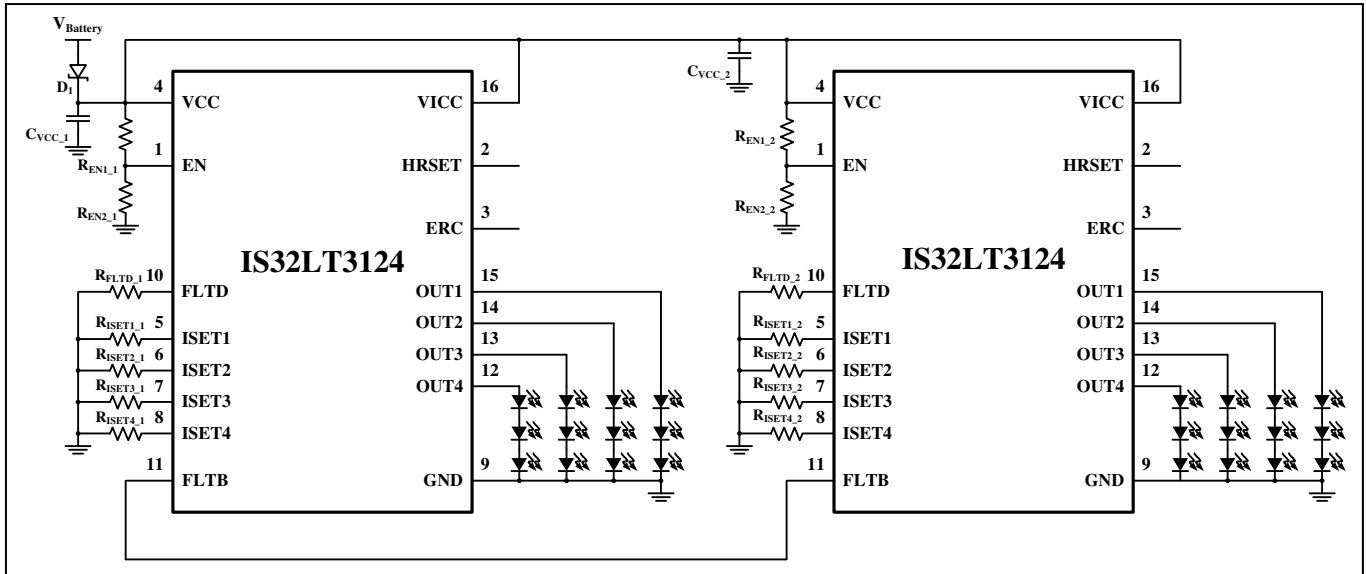 VBattery
D1
CVCC_1
REN1_1
REN2_1
RFLTD_1
RISET1_1
RISET2_1
RISET3_1
RISET4_1
4 VCC
1 EN
10 FLTD
5 ISET1
6 ISET2
7 ISET3
8 ISET4
11 FLTB
IS32LT3124
VICC 16
HRSET 2
ERC 3
OUT1 15
OUT2 14
OUT3 13
OUT4 12
GND 9
CVCC_2
REN1_2
REN2_2
RFLTD_2
RISET1_2
RISET2_2
RISET3_2
RISET4_2
4 VCC
1 EN
10 FLTD
5 ISET1
6 ISET2
7 ISET3
8 ISET4
11 FLTB
IS32LT3124
VICC 16
HRSET 2
ERC 3
OUT1 15
OUT2 14
OUT3 13
OUT4 12
GND 9